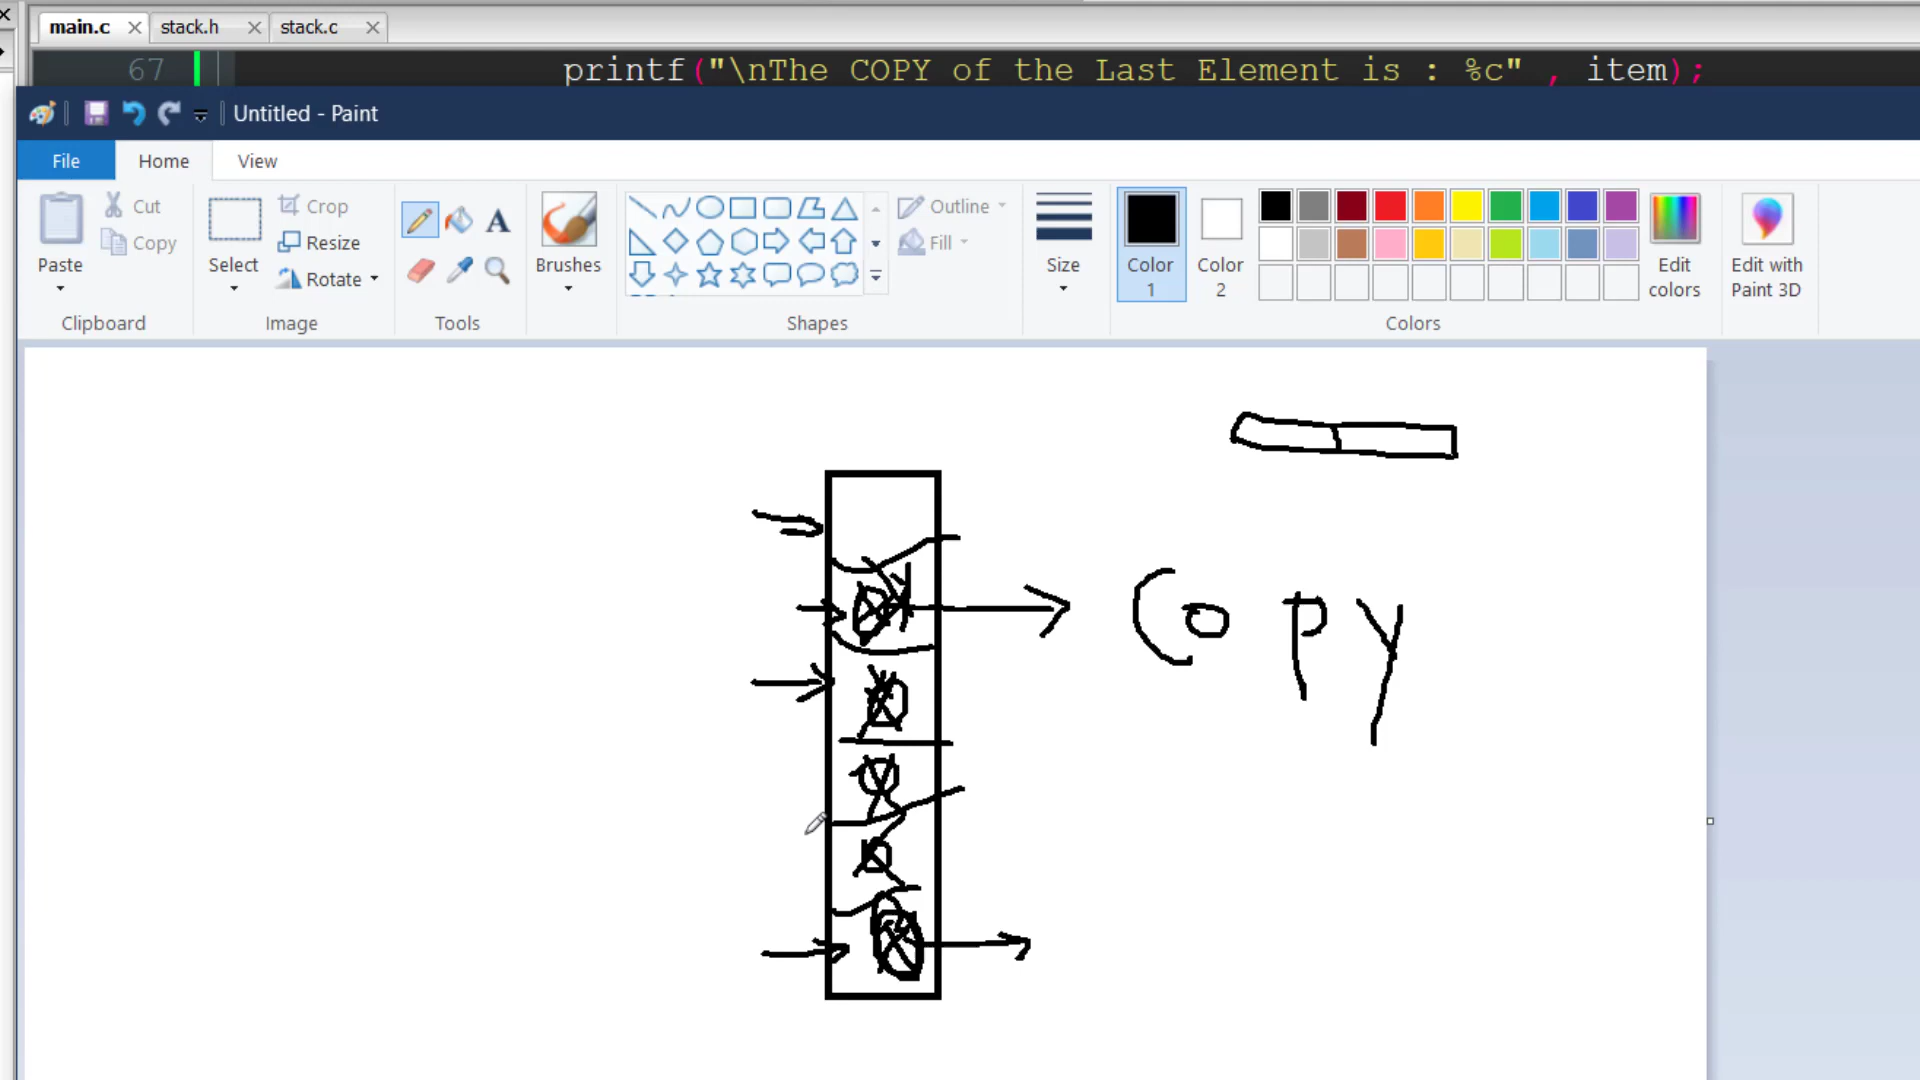 main.c stack.h stack.c
67 printf("\nThe COPY of the Last Element is : %c" , item);
Untitled - Paint
File Home View
Paste
Cut
Copy
Clipboard
Select
Crop
Resize
Rotate
Image
Tools
Brushes
Outline
Fill
Shapes
Size
Color
1
Color
2
Edit
colors
Colors
Edit with
Paint 3D
Copy